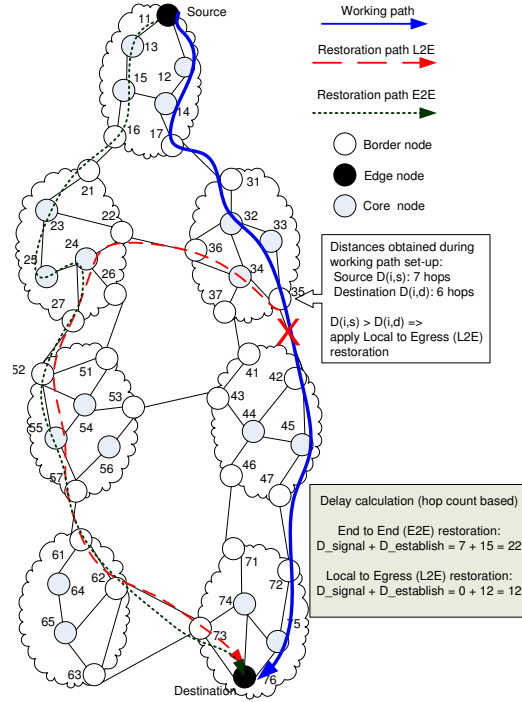 11
Source
Working path
13
Restoration path L2E
15
12
Restoration path E2E
14
16
17
Border node
21
31
Edge node
22
32
33
Core node
23
24
36
34
25
26
35
37
27
Distances obtained during
working path set-up:
Source D(i,s): 7 hops
Destination D(i,d): 6 hops
D(i,s) > D(i,d) =>
apply Local to Egress (L2E)
restoration
X
41
51
52
42
53
43
44
45
54
55
56
46
57
47
Delay calculation (hop count based)
End to End (E2E) restoration:
D_signal + D_establish = 7 + 15 = 22
Local to Egress (L2E) restoration:
D_signal + D_establish = 0 + 12 = 12
61
71
62
72
64
74
65
73
75
63
76
Destination